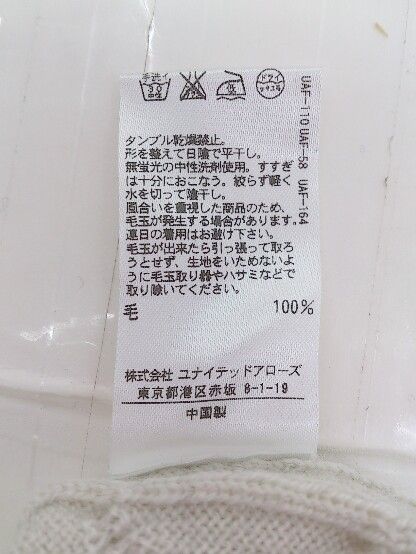 手洗イ 30 中性 低 ドライ セキユ系
UAF-110 UAF-58 UAF-164
タンブル乾燥禁止。
形を整えて日陰で平干し。
無蛍光の中性洗剤使用。すすぎ
は十分におこなう。絞らず軽く
水を切って陰干し。
風合いを重視した商品のため、
毛玉が発生する場合があります。
連日の着用はお避け下さい。
毛玉が出来たら引っ張って取ろ
うとせず、生地をいためないよ
うに毛玉取り器やハサミなどで
取り除いてください。
毛 100%
株式会社 ユナイテッドアローズ
東京都港区赤坂 8-1-19
中国製